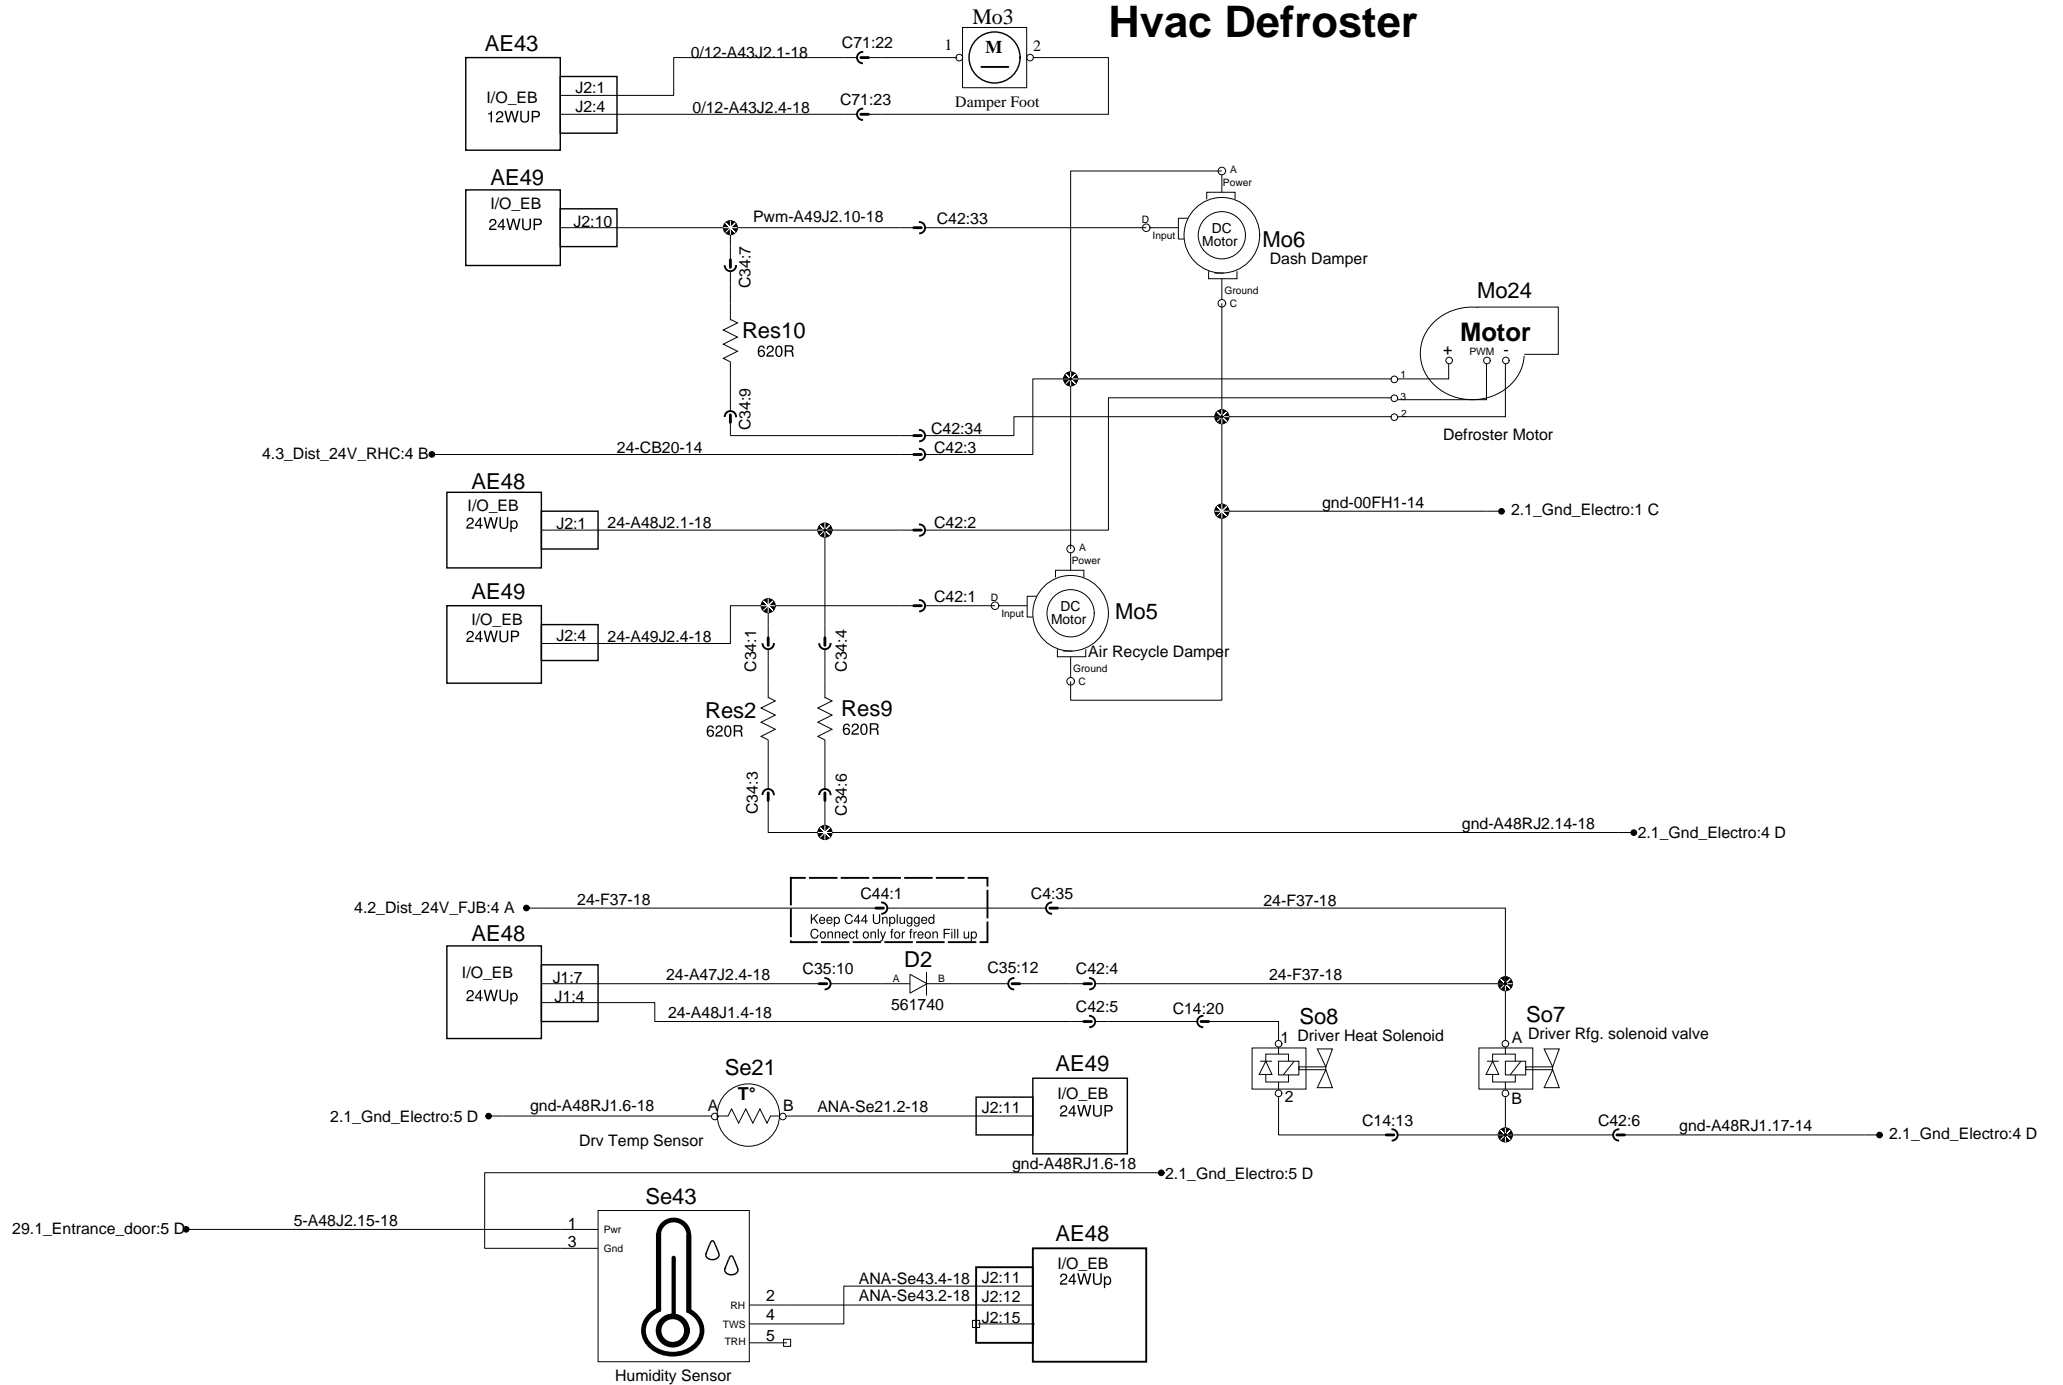 Hvac Defroster
AE43
I/O_EB
12WUP
J2:1
J2:4
0/12-A43J2.1-18
C71:22
0/12-A43J2.4-18
C71:23
Mo3
1
M
2
Damper Foot
AE49
I/O_EB
24WUP
J2:10
Pwm-A49J2.10-18
C42:33
C34:7
Res10
620R
C34:9
A
Power
D
Input
DC
Motor
Mo6
Dash Damper
Ground
C
Mo24
Motor
+
PWM
-
1
3
2
Defroster Motor
C42:34
4.3_Dist_24V_RHC:4 B
24-CB20-14
C42:3
AE48
I/O_EB
24WUp
J2:1
24-A48J2.1-18
C42:2
gnd-00FH1-14
2.1_Gnd_Electro:1 C
AE49
I/O_EB
24WUP
J2:4
24-A49J2.4-18
C42:1
A
Power
D
Input
DC
Motor
Mo5
Air Recycle Damper
Ground
C
C34:1
C34:4
Res2
620R
Res9
620R
C34:3
C34:6
gnd-A48RJ2.14-18
2.1_Gnd_Electro:4 D
4.2_Dist_24V_FJB:4 A
24-F37-18
C44:1
Keep C44 Unplugged
Connect only for freon Fill up
C4:35
24-F37-18
AE48
I/O_EB
24WUp
J1:7
J1:4
24-A47J2.4-18
C35:10
D2
A
B
561740
C35:12
C42:4
24-F37-18
24-A48J1.4-18
C42:5
C14:20
So8
Driver Heat Solenoid
1
2
So7
Driver Rfg. solenoid valve
A
B
C14:13
C42:6
gnd-A48RJ1.17-14
2.1_Gnd_Electro:4 D
Se21
T°
2.1_Gnd_Electro:5 D
gnd-A48RJ1.6-18
A
B
Drv Temp Sensor
ANA-Se21.2-18
AE49
I/O_EB
24WUP
J2:11
gnd-A48RJ1.6-18
2.1_Gnd_Electro:5 D
29.1_Entrance_door:5 D
5-A48J2.15-18
Se43
1
Pwr
3
Gnd
RH
2
TWS
4
TRH
5
Humidity Sensor
ANA-Se43.4-18
ANA-Se43.2-18
AE48
I/O_EB
24WUp
J2:11
J2:12
J2:15